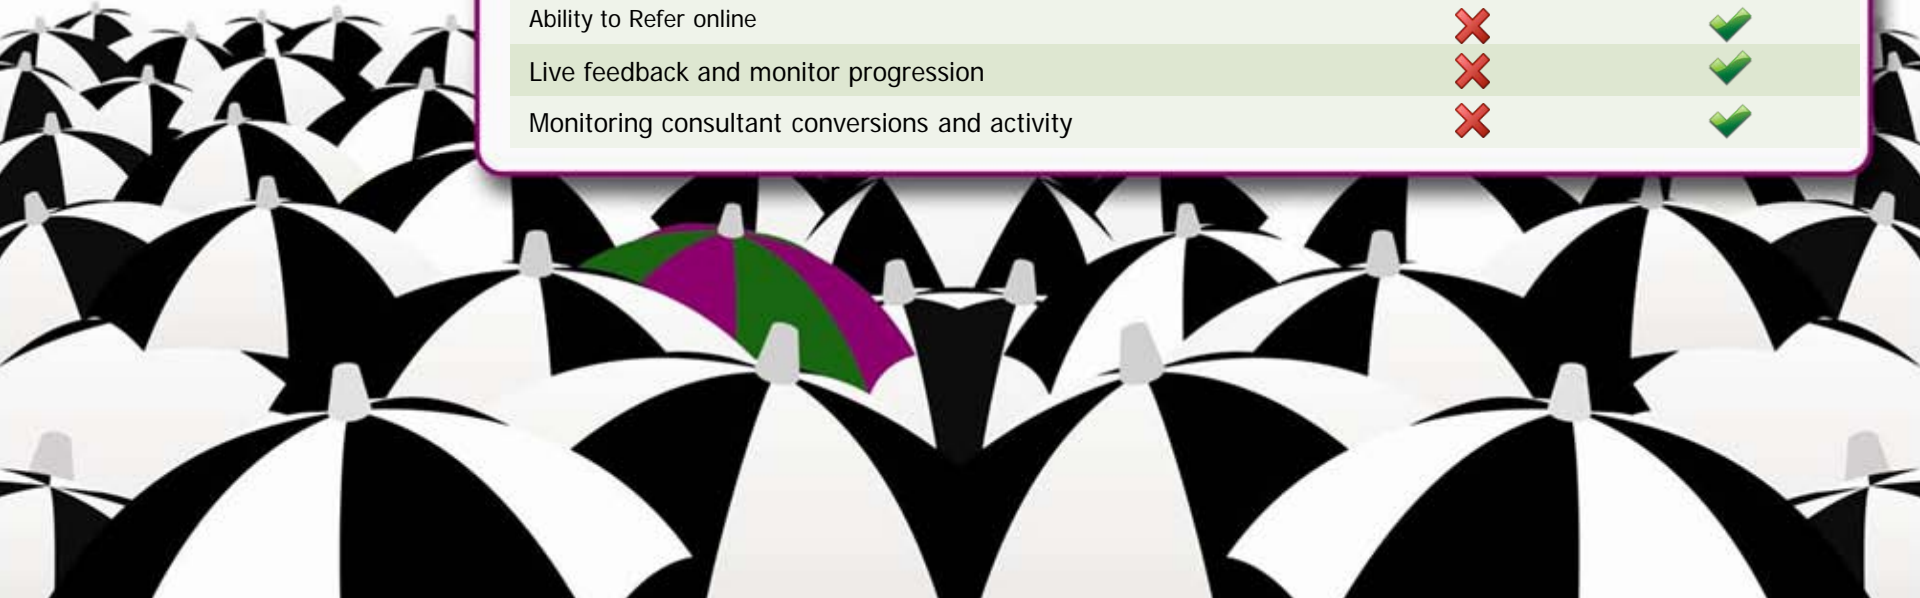 Ability to Refer online
Live feedback and monitor progression
Monitoring consultant conversions and activity